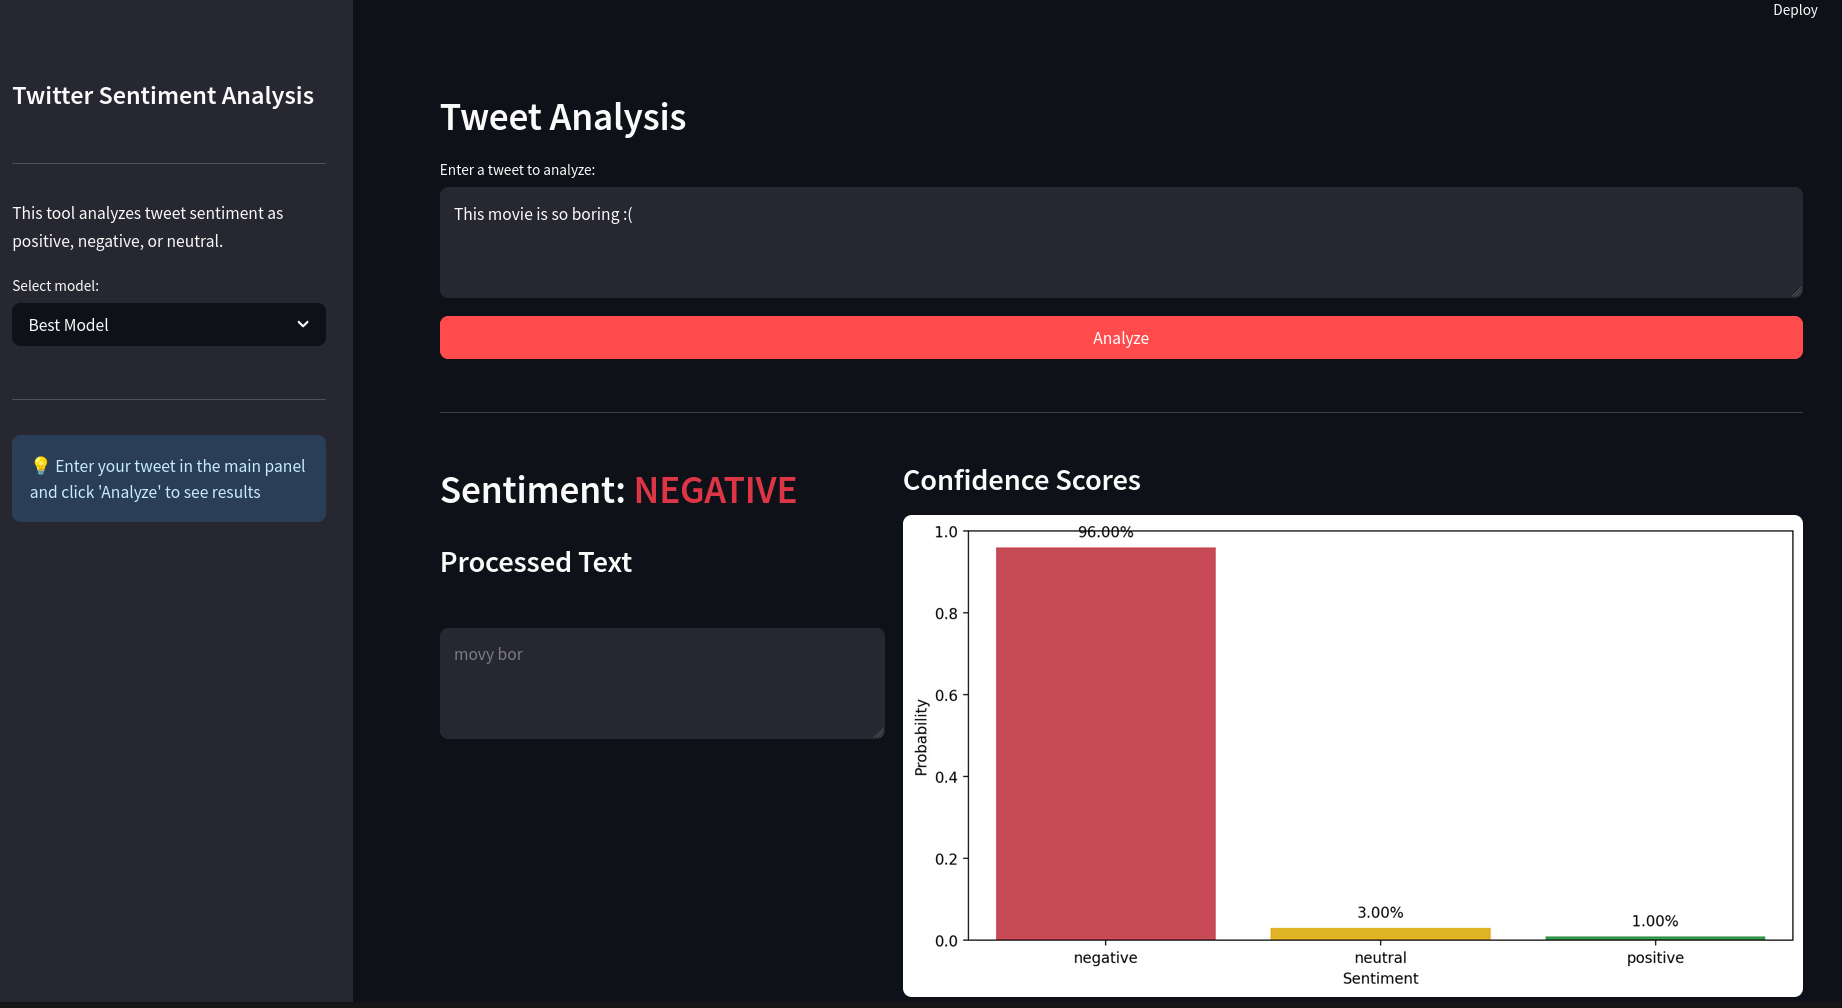 Deploy
Twitter Sentiment Analysis
This tool analyzes tweet sentiment as
positive, negative, or neutral.
Select model:
Best Model
💡 Enter your tweet in the main panel
and click 'Analyze' to see results
Tweet Analysis
Enter a tweet to analyze:
This movie is so boring :(
Analyze
Sentiment: NEGATIVE
Processed Text
movy bor
Confidence Scores
96.00%
1.0
0.8
0.6
0.4
0.2
0.0
Probability
3.00%
1.00%
negative
neutral
positive
Sentiment